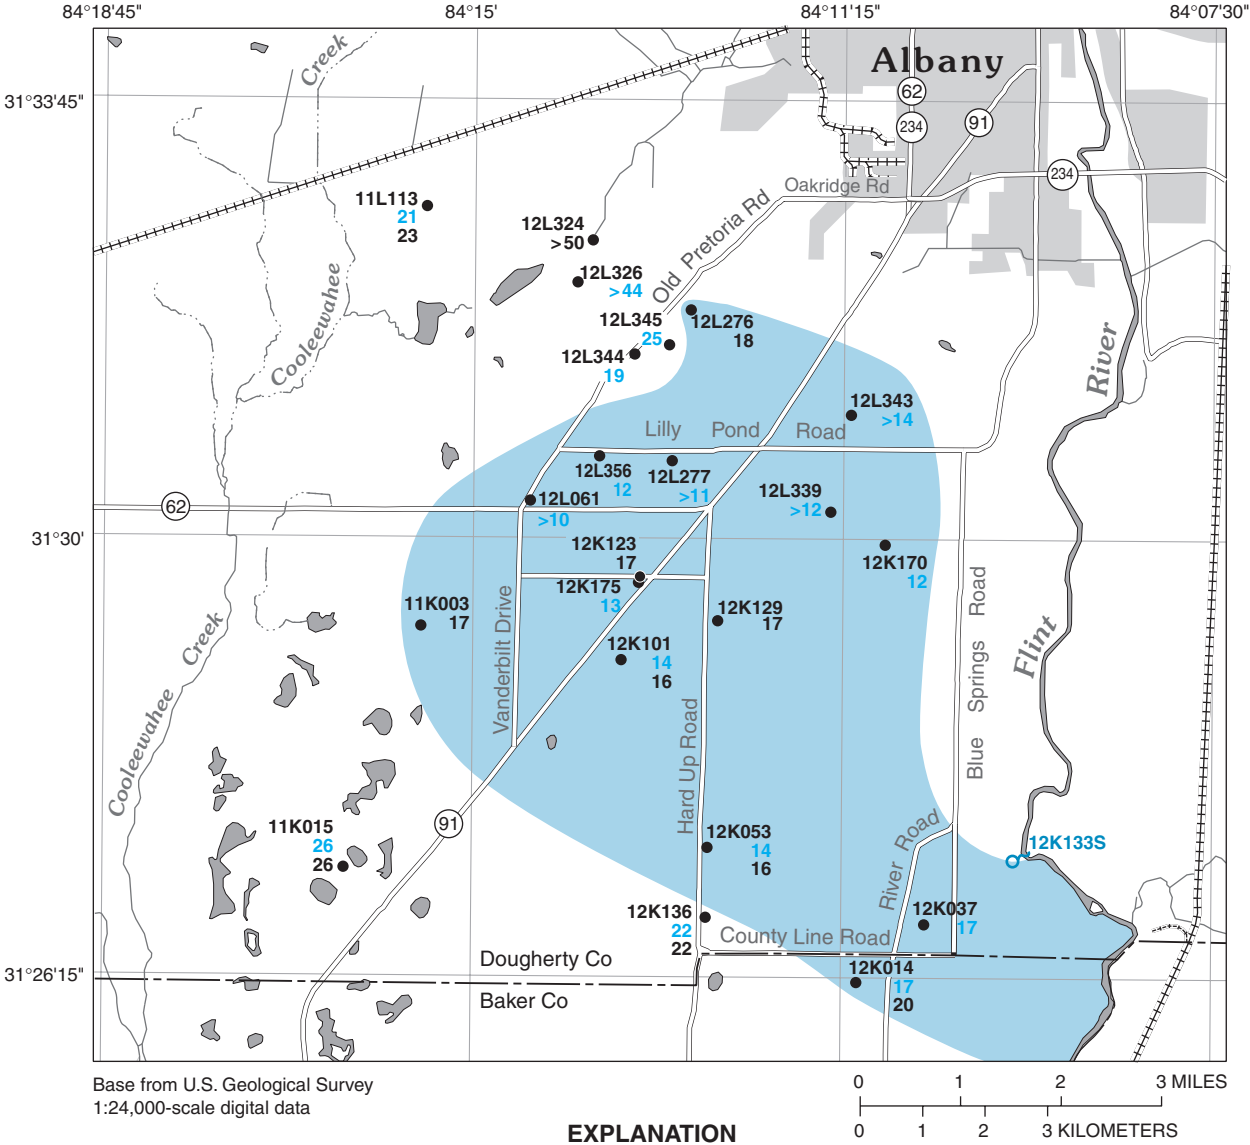 84°18'45"
84°15'
84°11'15"
84°07'30"
Albany
Creek
62
31°33'45"
234
91
234
Oakridge Rd
11L113
21
23
Old Pretoria Rd
12L324
>50
12L326
>44
Cooleewahee
12L345
25
12L276
18
River
12L344
19
12L343
>14
Lilly Pond Road
12L356
12
12L277
>11
12L339
>12
12L061
>10
62
31°30'
12K123
17
12K170
12
12K175
13
11K003
17
12K129
17
Vanderbilt Drive
Blue Springs Road
Flint
Creek
12K101
14
16
Cooleewahee
Hard Up Road
91
11K015
26
26
12K053
14
16
River Road
12K133S
12K136
22
22
12K037
17
County Line Road
Dougherty Co
31°26'15"
12K014
17
20
Baker Co
Base from U.S. Geological Survey
1:24,000-scale digital data
0 1 2 3 MILES
0 1 2 3 KILOMETERS
EXPLANATION